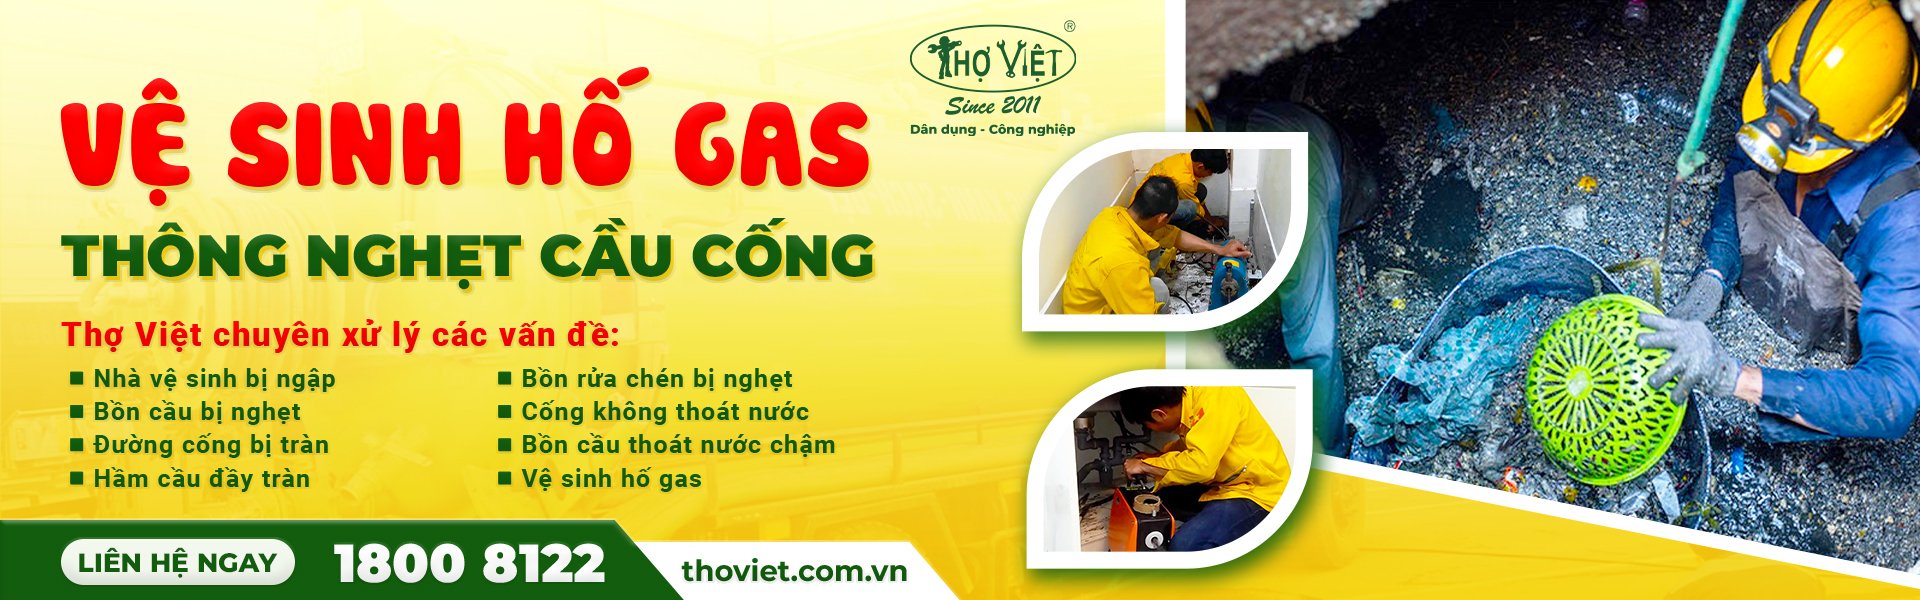 VỆ SINH HỐ GAS
THÔNG NGHẸT CẦU CỐNG
Thợ Việt chuyên xử lý các vấn đề:
Nhà vệ sinh bị ngập
Bồn cầu bị nghẹt
Đường cống bị tràn
Hầm cầu đầy tràn
Bồn rửa chén bị nghẹt
Cống không thoát nước
Bồn cầu thoát nước chậm
Vệ sinh hố gas
LIÊN HỆ NGAY
1800 8122
thoviet.com.vn
THỢ VIỆT ®
Since 2011
Dân dụng - Công nghiệp